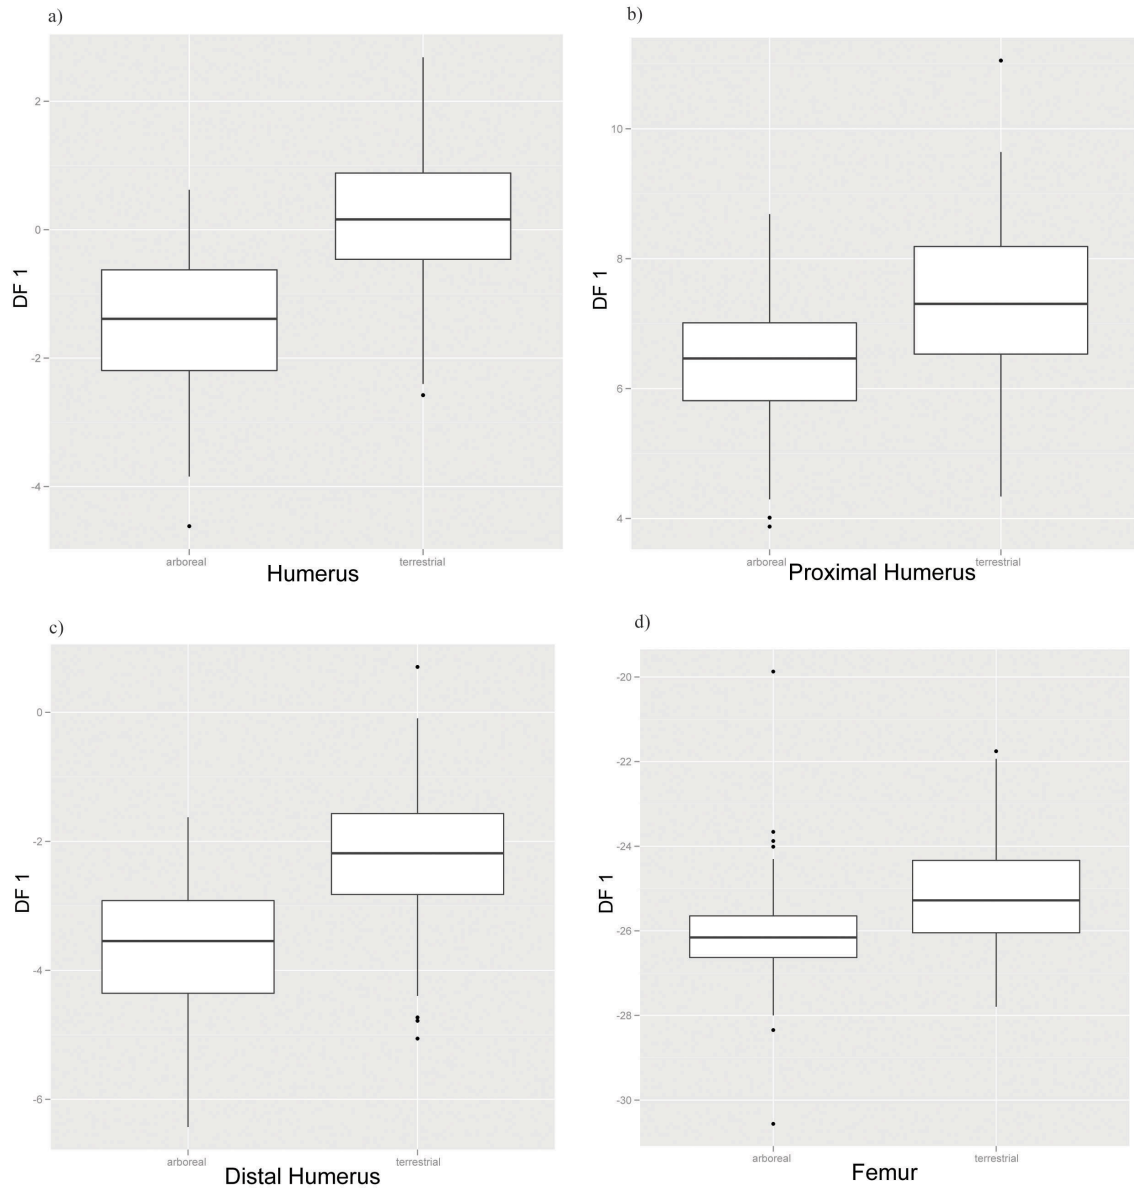 a)
2
0
-2
-4
DF 1
arboreal
terrestrial
Humerus
b)
10
8
6
4
DF 1
arboreal
terrestrial
Proximal Humerus
c)
0
-2
-4
-6
DF 1
arboreal
terrestrial
Distal Humerus
d)
-20
-22
-24
-26
-28
-30
DF 1
arboreal
terrestrial
Femur